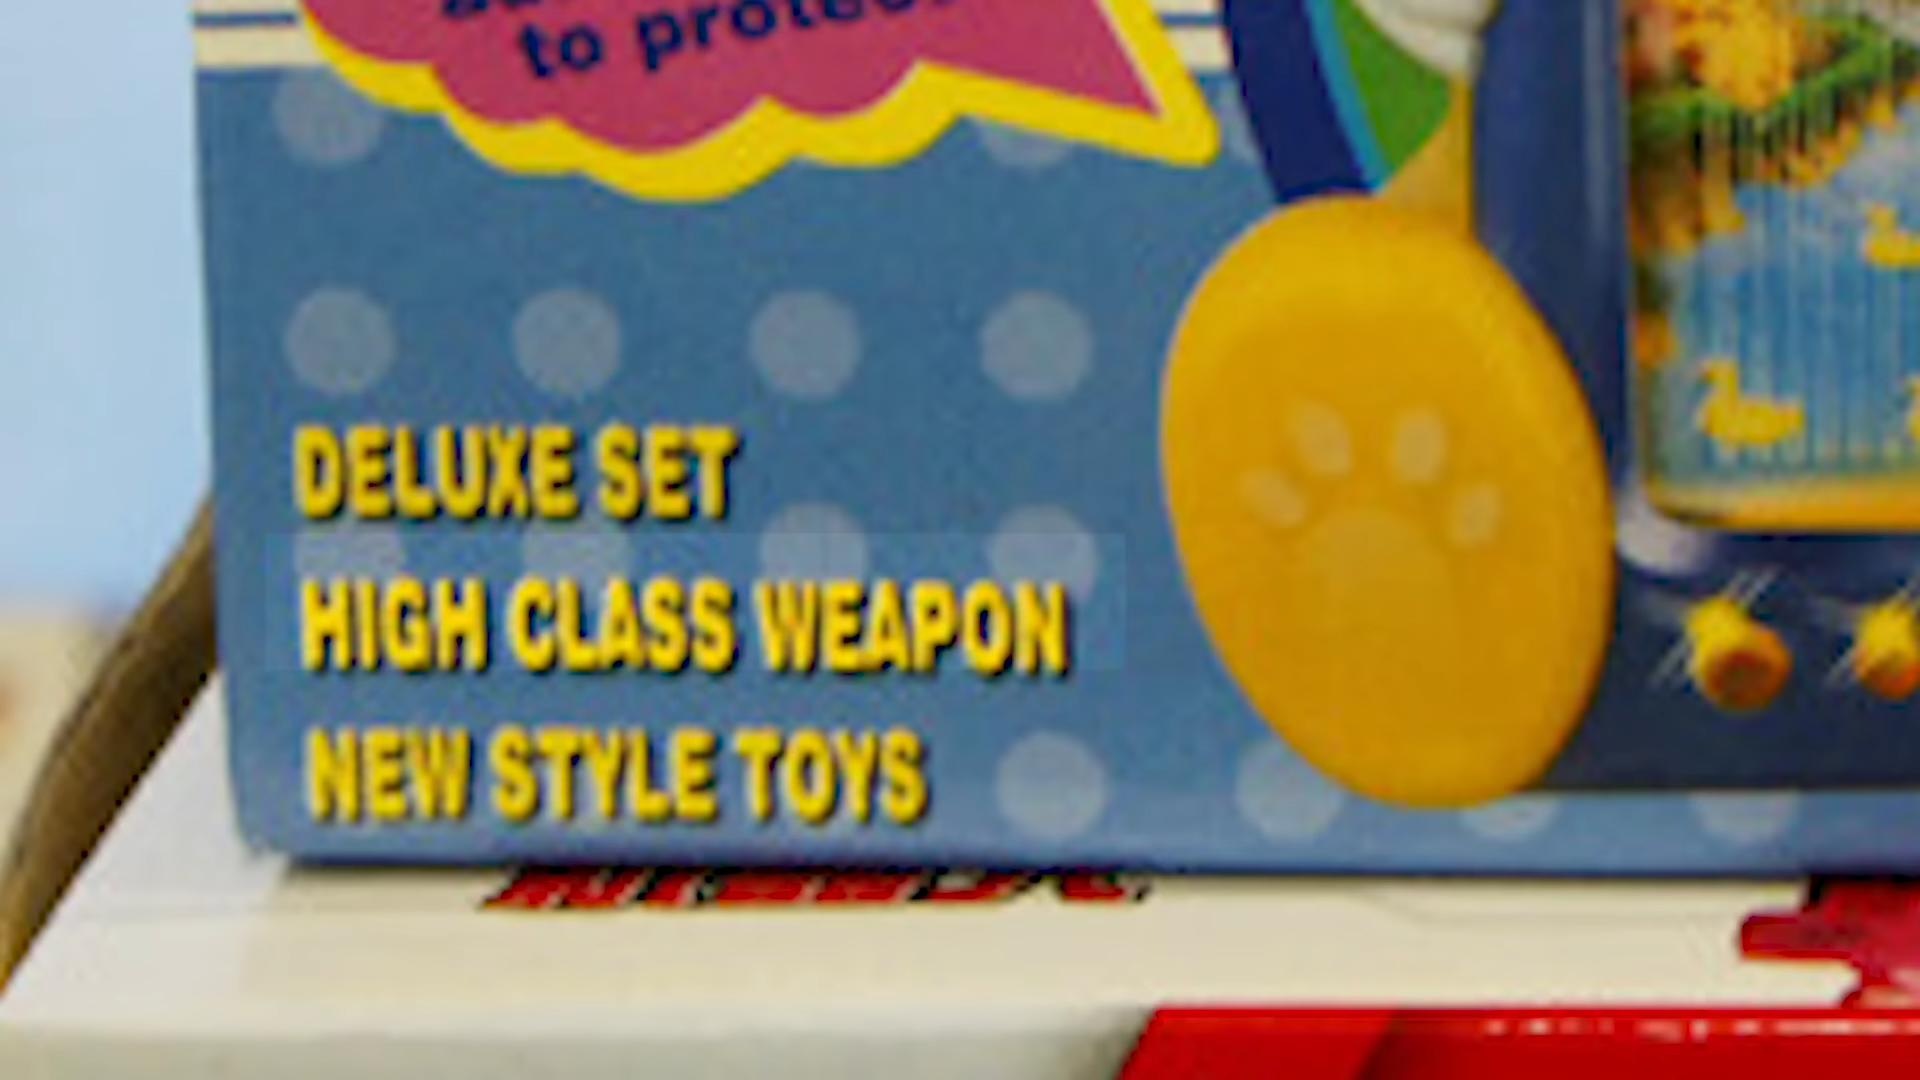 to protect
DELUXE SET
HIGH CLASS WEAPON
NEW STYLE TOYS